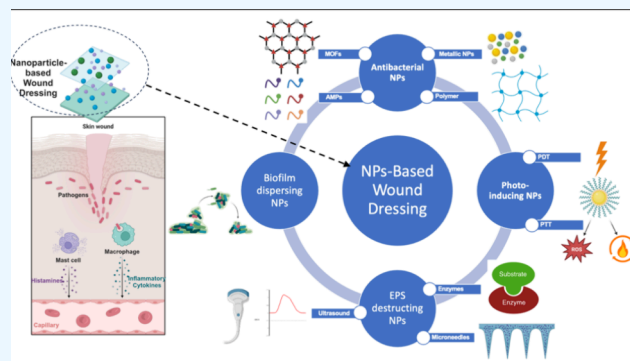 Nanoparticle-
based
Wound
Dressing
Skin wound
Pathogens
Mast cell
Macrophage
Histamines
Inflammatory
Cytokines
Capillary
MOFs
Metallic NPs
Antibacterial
NPs
AMPs
Polymer
Biofilm
dispersing
NPs
NPs-Based
Wound
Dressing
PDT
Photo-
inducing NPs
PTT
ROS
EPS
destructing
NPs
Enzymes
Ultrasound
Microneedles
Substrate
Enzyme